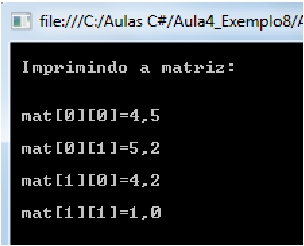 file:///C:/Aulas C#/Aula4_Exemplo8/
Imprimindo a matriz:
mat[0][0]=4,5
mat[0][1]=5,2
mat[1][0]=4,2
mat[1][1]=1,0